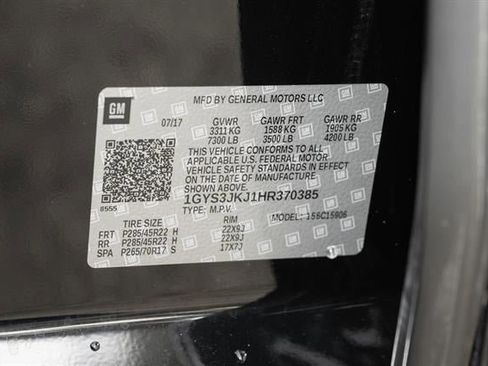 GM
MFD BY GENERAL MOTORS LLC
07/17 GVWR GAWR FRT GAWR RR
3311 KG 1588 KG 1905 KG
7300 LB 3500 LB 4200 LB
THIS VEHICLE CONFORMS TO ALL
APPLICABLE U.S. FEDERAL MOTOR
VEHICLE SAFETY STANDARDS IN
EFFECT ON THE DATE OF
MANUFACTURE SHOWN ABOVE.
1GYS3JKJ1HR370385
8555 TYPE: M.P.V. MODEL: 1 5SC15906
TIRE SIZE RIM
FRT P285/45R22 H 22X9J
RR P285/45R22 H 22X9J
SPA P265/70R17 S 17X7J